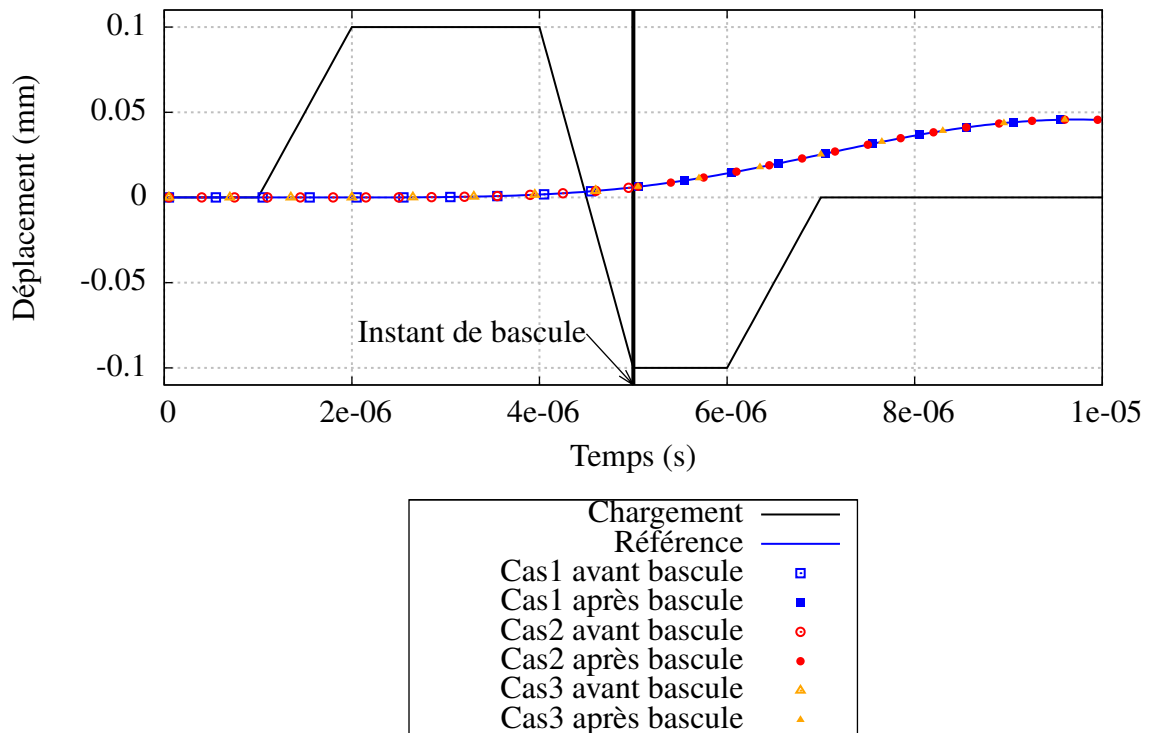 0.1
0.05
0
-0.05
-0.1
Déplacement (mm)
Instant de bascule
0 2e-06 4e-06 6e-06 8e-06 1e-05
Temps (s)
Chargement
Référence
Cas1 avant bascule
Cas1 après bascule
Cas2 avant bascule
Cas2 après bascule
Cas3 avant bascule
Cas3 après bascule